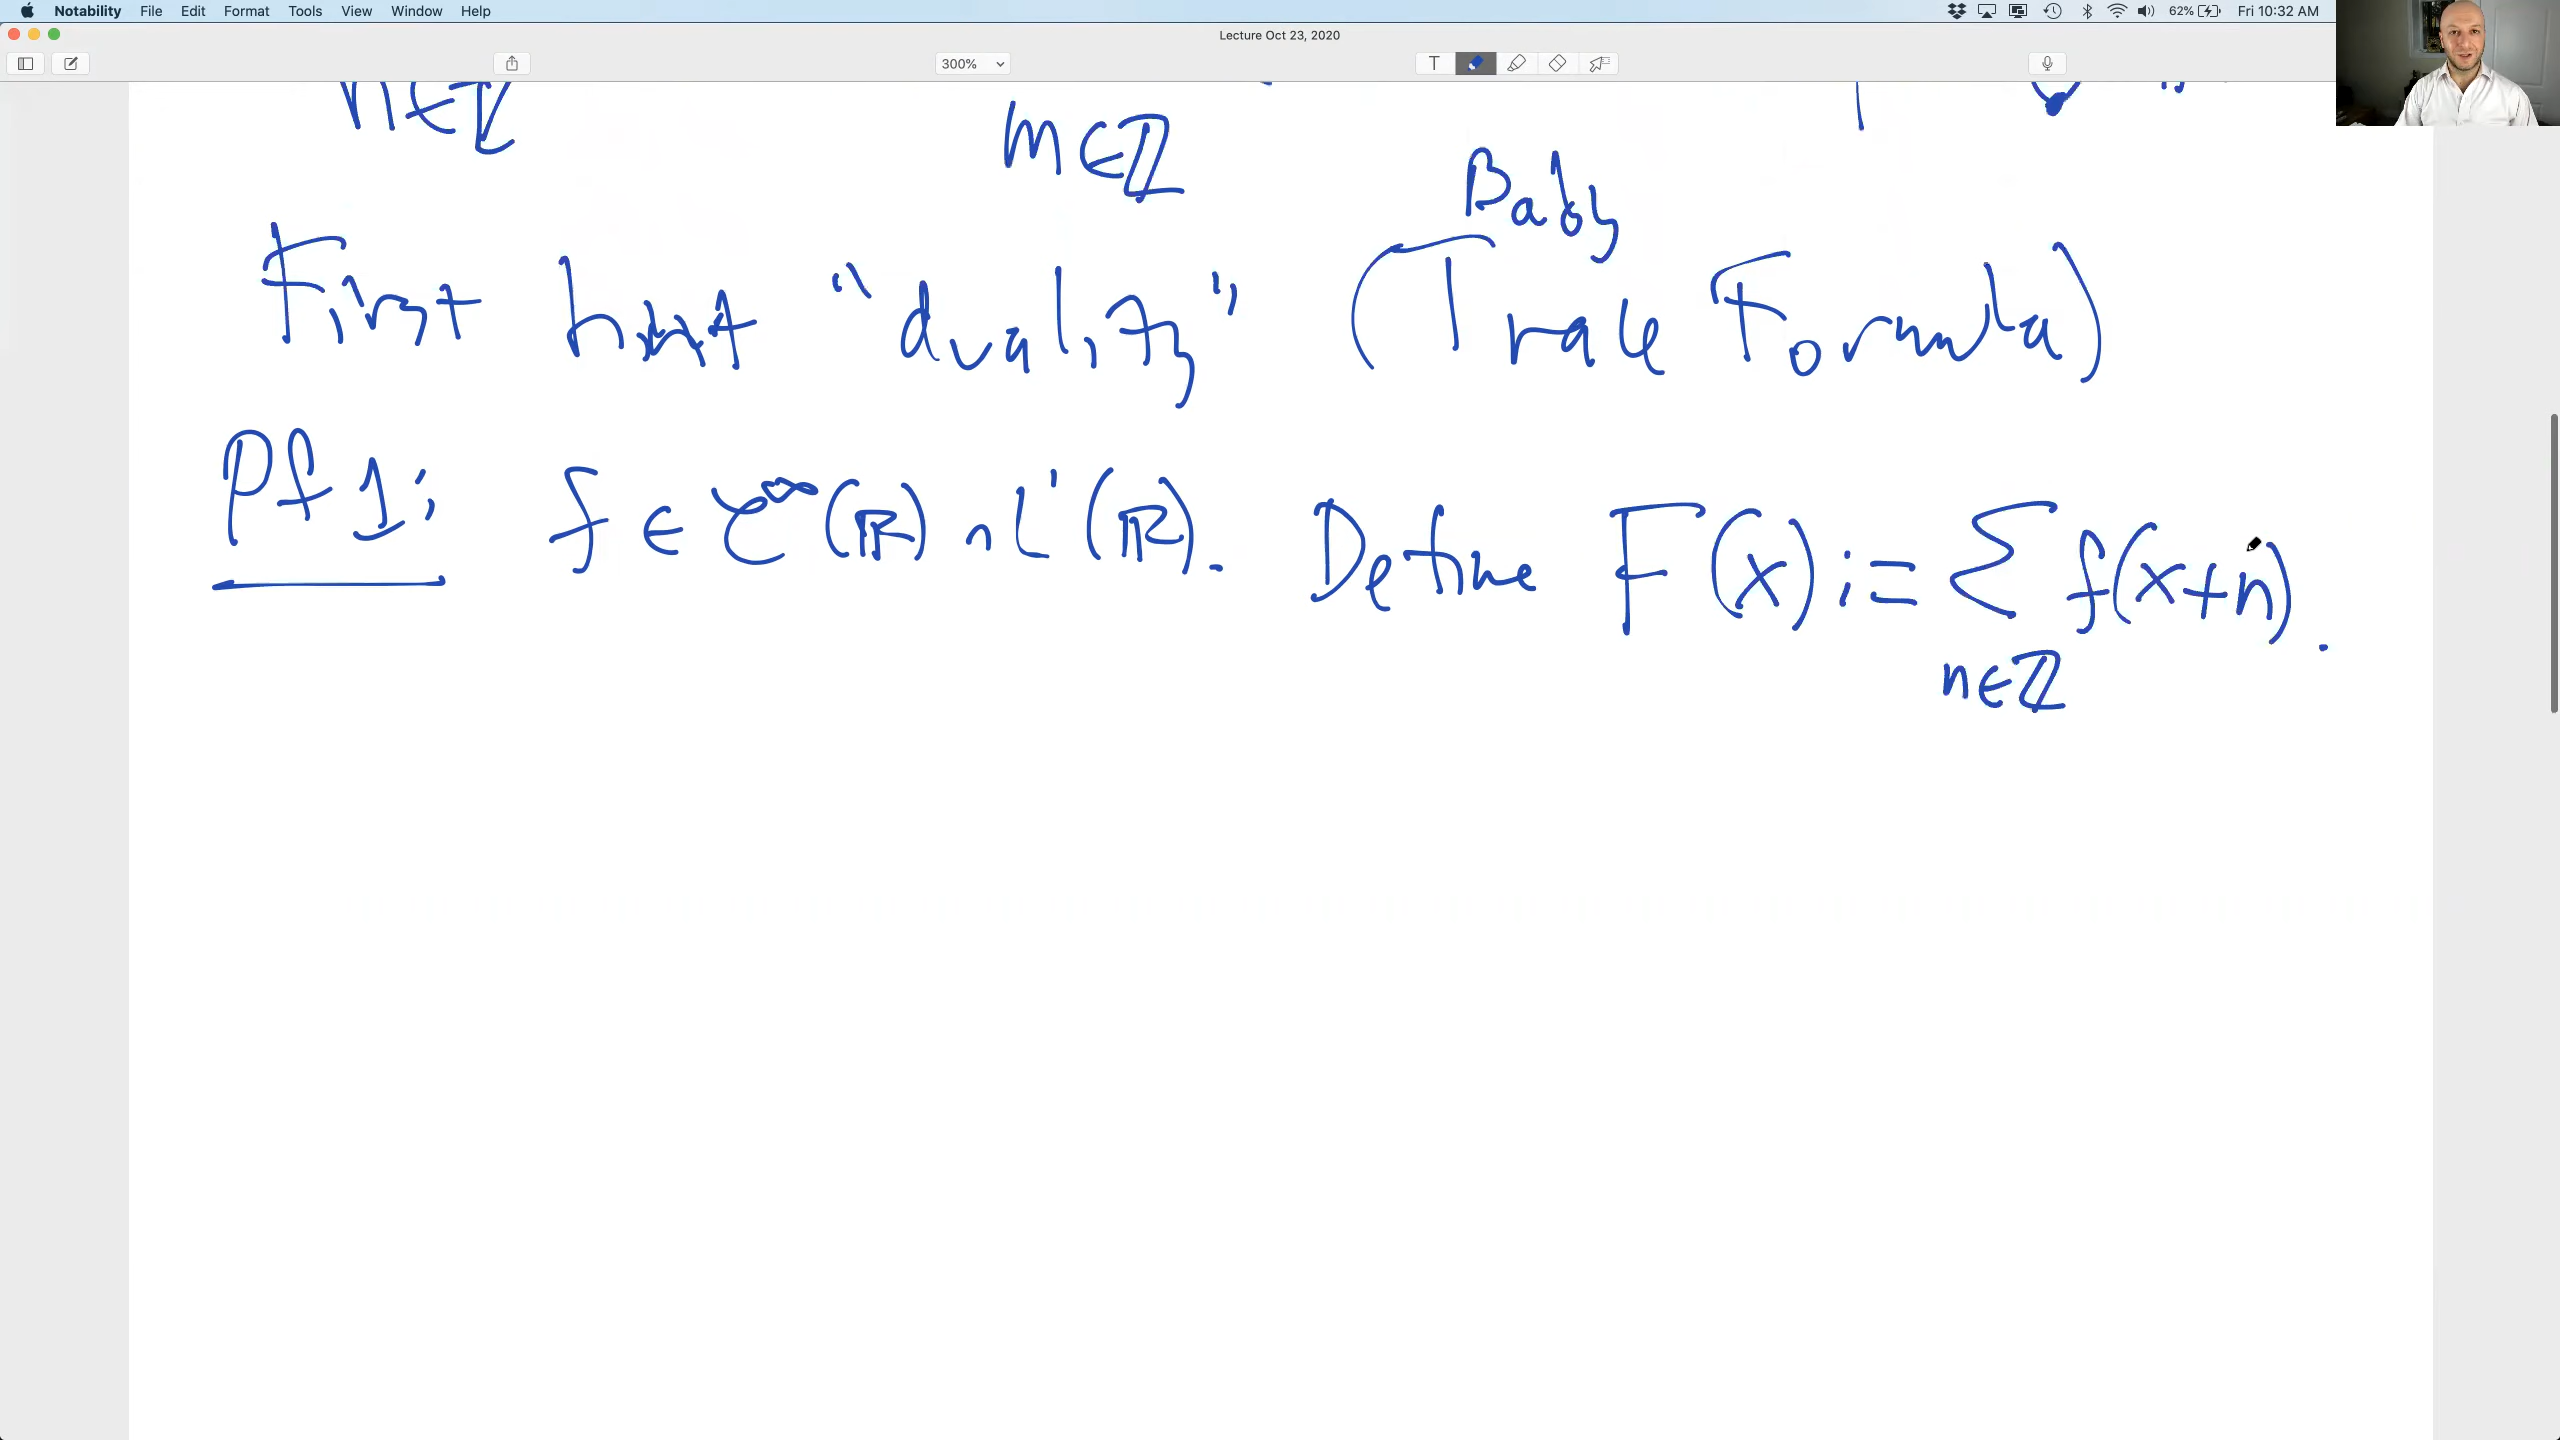 Notability File Edit Format Tools View Window Help 62% Fri 10:32 AM
Lecture Oct 23, 2020
300% T
n∈ℤ
m∈ℤ
Baby
First hint "duality" (Trace Formula)
Pf 1: f ∈ C^∞(ℝ) ∩ L¹(ℝ). Define F(x) := Σ f(x+n).
n∈ℤ